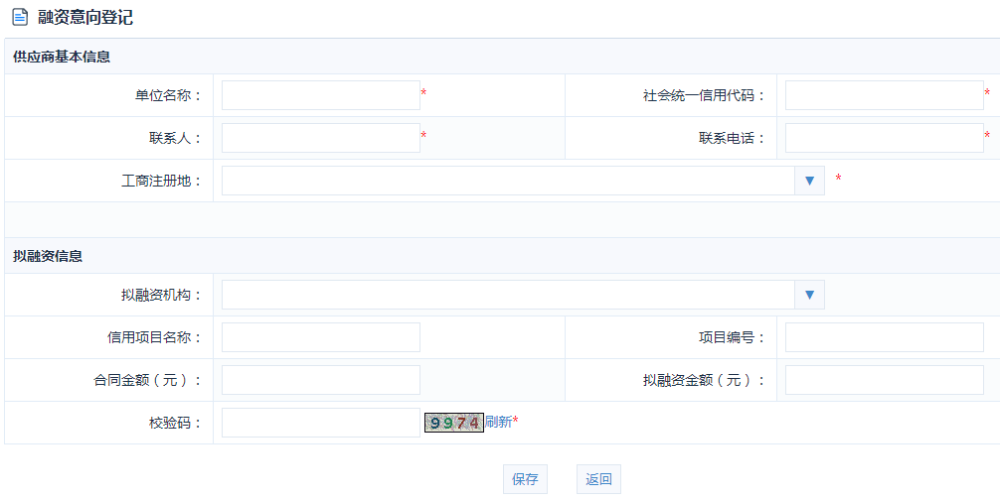 融资意向登记
供应商基本信息
单位名称： * 社会统一信用代码： *
联系人： * 联系电话： *
工商注册地： ▼ *
拟融资信息
拟融资机构： ▼
信用项目名称： 项目编号：
合同金额（元）： 拟融资金额（元）：
校验码： 9974 刷新*
保存 返回